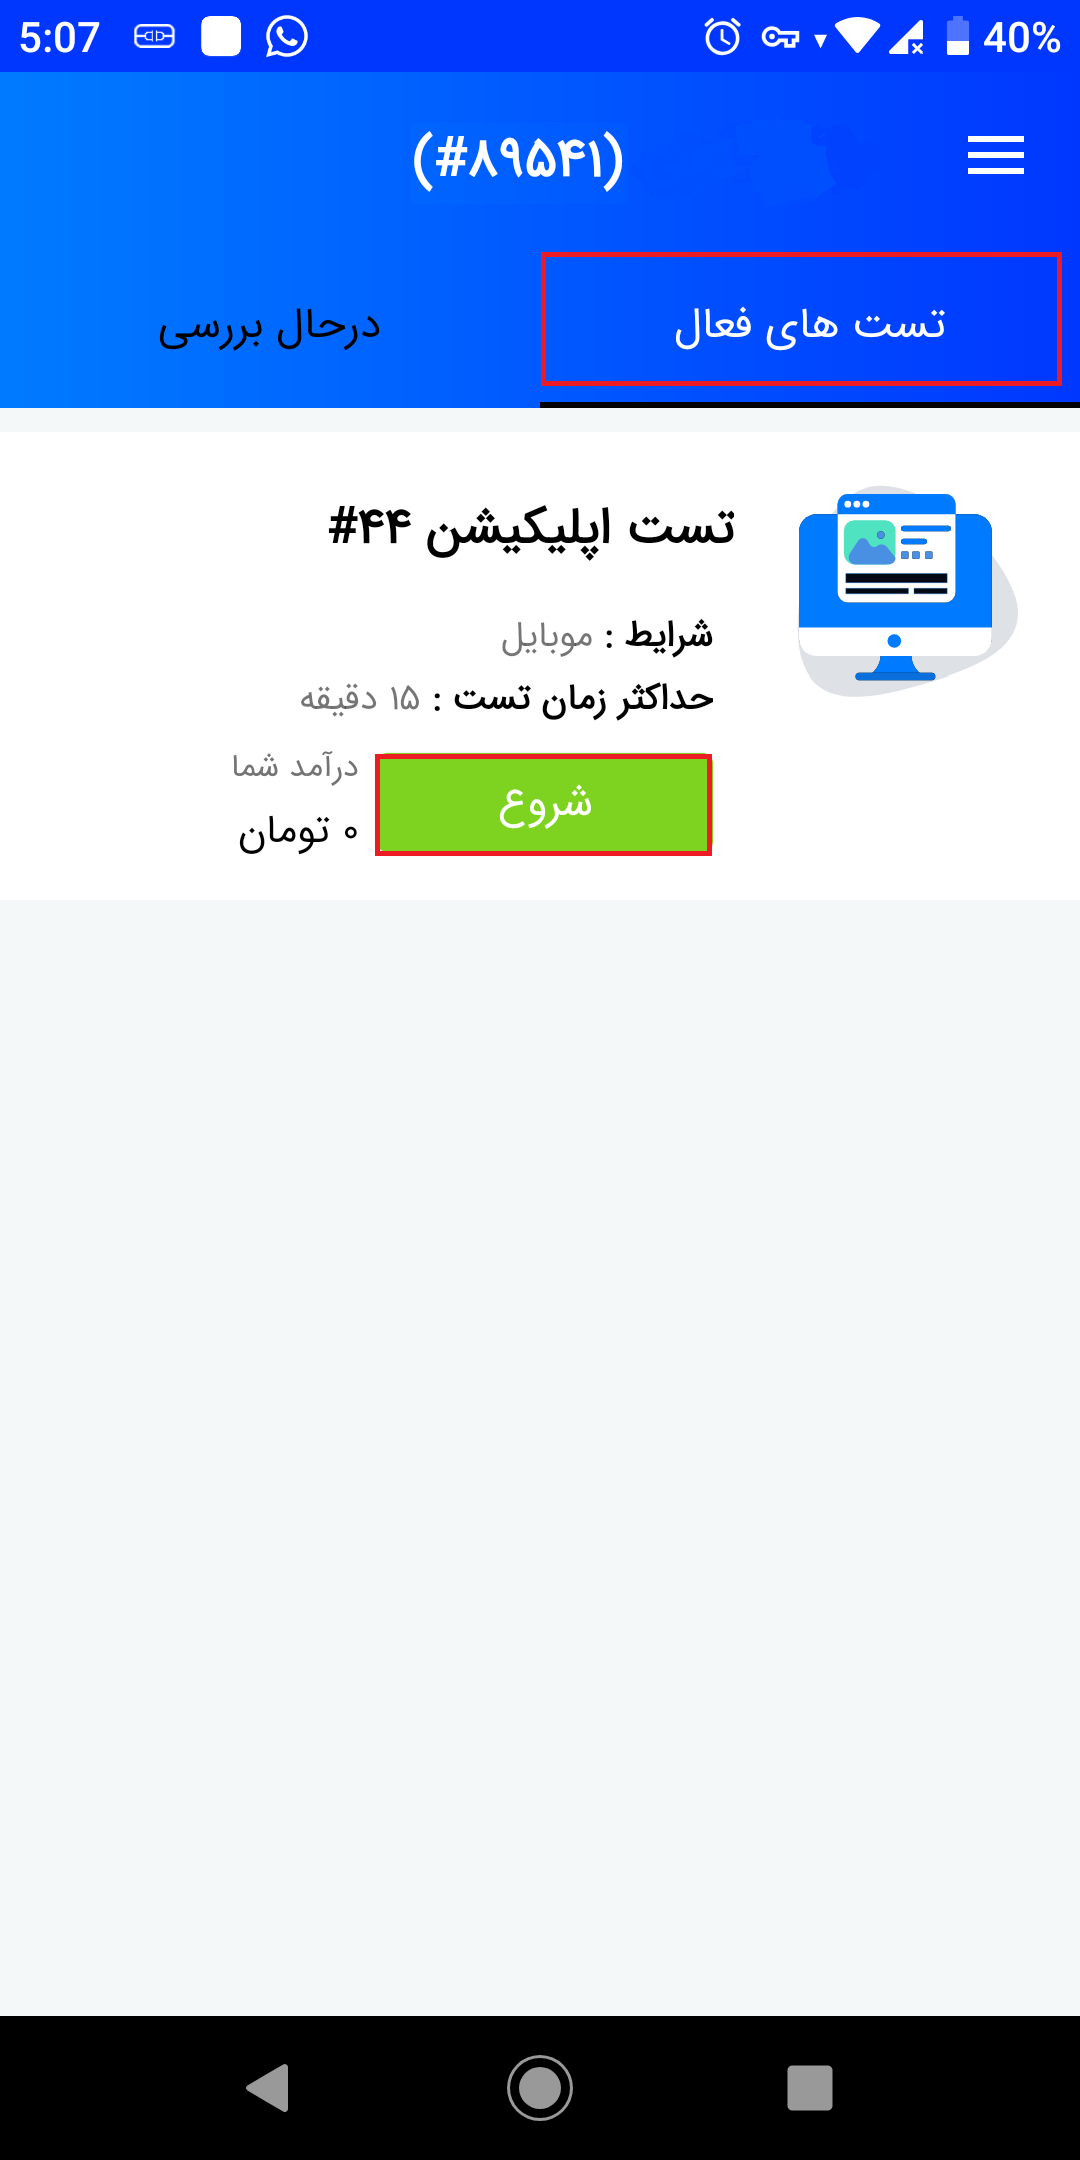 5:07 40%
(#۸۹۵۴۱)
تست های فعال
درحال بررسی
تست اپلیکیشن ۴۴#
شرایط : موبایل
حداکثر زمان تست : ۱۵ دقیقه
شروع
درآمد شما
۰ تومان